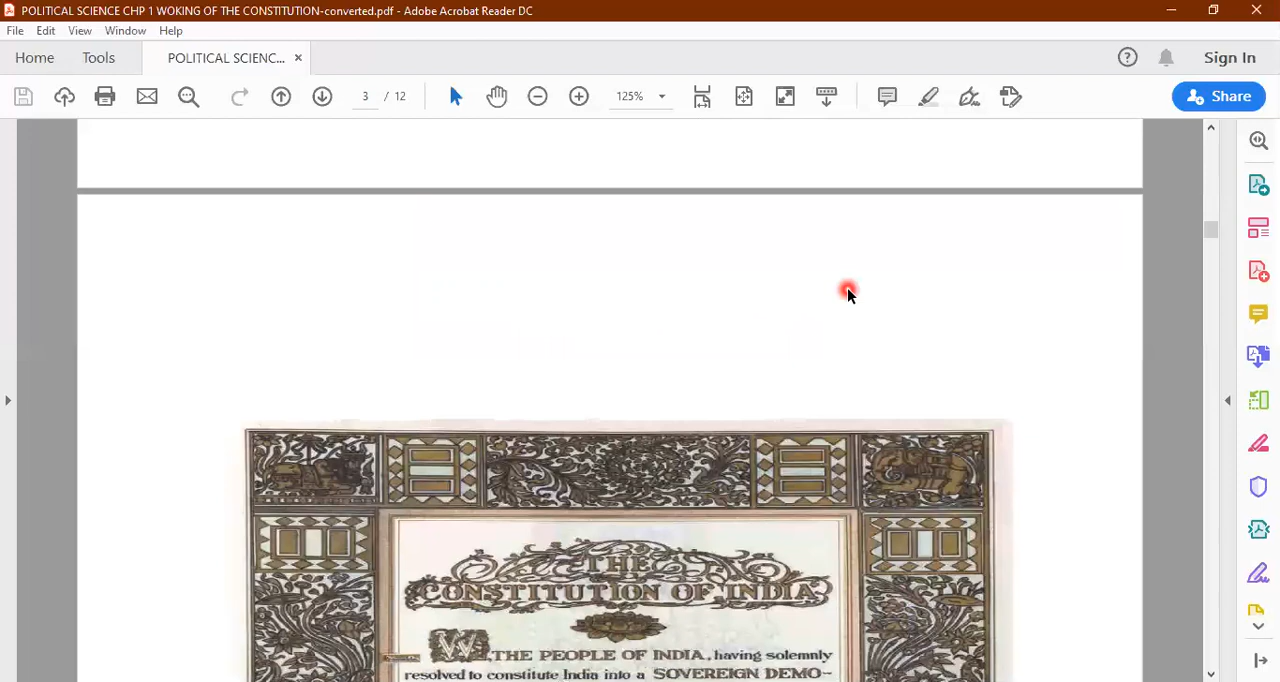 POLITICAL SCIENCE CHP 1 WOKING OF THE CONSTITUTION-converted.pdf - Adobe Acrobat Reader DC
File Edit View Window Help
Home Tools POLITICAL SCIENC... × Sign In
3 / 12 125% Share
THE
CONSTITUTION OF INDIA
WE, THE PEOPLE OF INDIA, having solemnly
resolved to constitute India into a SOVEREIGN DEMO-